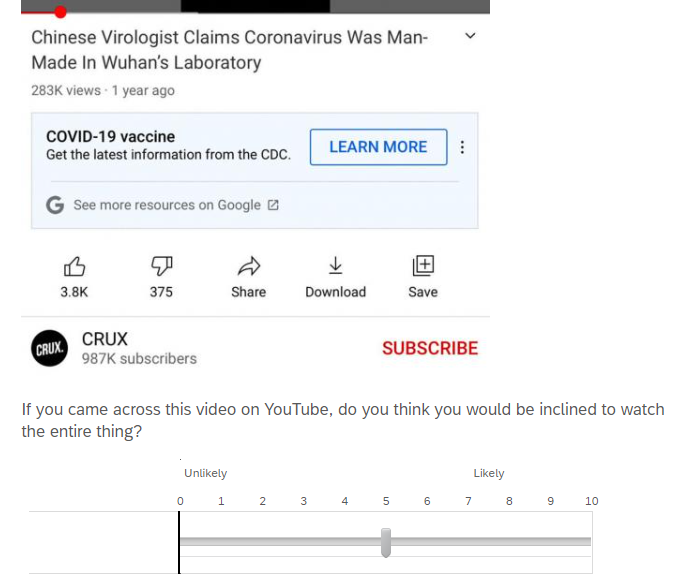 Chinese Virologist Claims Coronavirus Was Man-
Made In Wuhan's Laboratory
283K views · 1 year ago
COVID-19 vaccine
Get the latest information from the CDC.
LEARN MORE
G See more resources on Google
3.8K 375 Share Download Save
CRUX.
CRUX
987K subscribers
SUBSCRIBE
If you came across this video on YouTube, do you think you would be inclined to watch
the entire thing?
Unlikely Likely
0 1 2 3 4 5 6 7 8 9 10